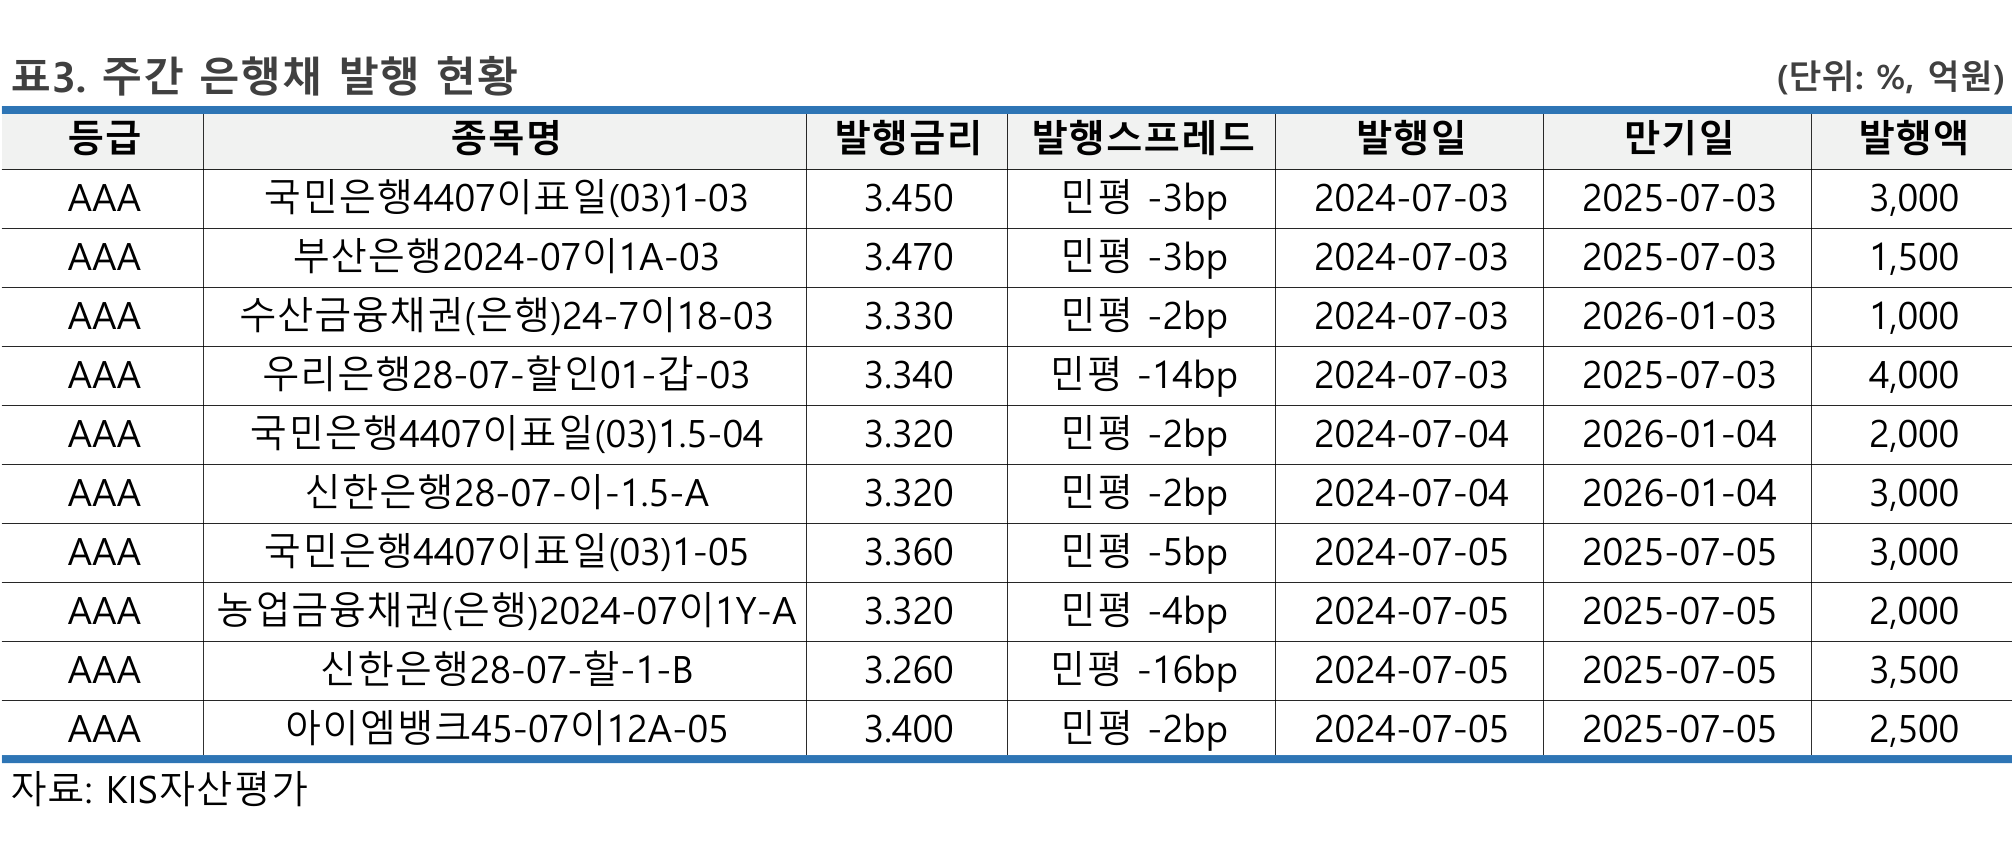 표3. 주간 은행채 발행 현황 (단위: %, 억원)
등급 종목명 발행금리 발행스프레드 발행일 만기일 발행액
AAA 국민은행4407이표일(03)1-03 3.450 민평 -3bp 2024-07-03 2025-07-03 3,000
AAA 부산은행2024-07이1A-03 3.470 민평 -3bp 2024-07-03 2025-07-03 1,500
AAA 수산금융채권(은행)24-7이18-03 3.330 민평 -2bp 2024-07-03 2026-01-03 1,000
AAA 우리은행28-07-할인01-갑-03 3.340 민평 -14bp 2024-07-03 2025-07-03 4,000
AAA 국민은행4407이표일(03)1.5-04 3.320 민평 -2bp 2024-07-04 2026-01-04 2,000
AAA 신한은행28-07-이-1.5-A 3.320 민평 -2bp 2024-07-04 2026-01-04 3,000
AAA 국민은행4407이표일(03)1-05 3.360 민평 -5bp 2024-07-05 2025-07-05 3,000
AAA 농업금융채권(은행)2024-07이1Y-A 3.320 민평 -4bp 2024-07-05 2025-07-05 2,000
AAA 신한은행28-07-할-1-B 3.260 민평 -16bp 2024-07-05 2025-07-05 3,500
AAA 아이엠뱅크45-07이12A-05 3.400 민평 -2bp 2024-07-05 2025-07-05 2,500
자료: KIS자산평가